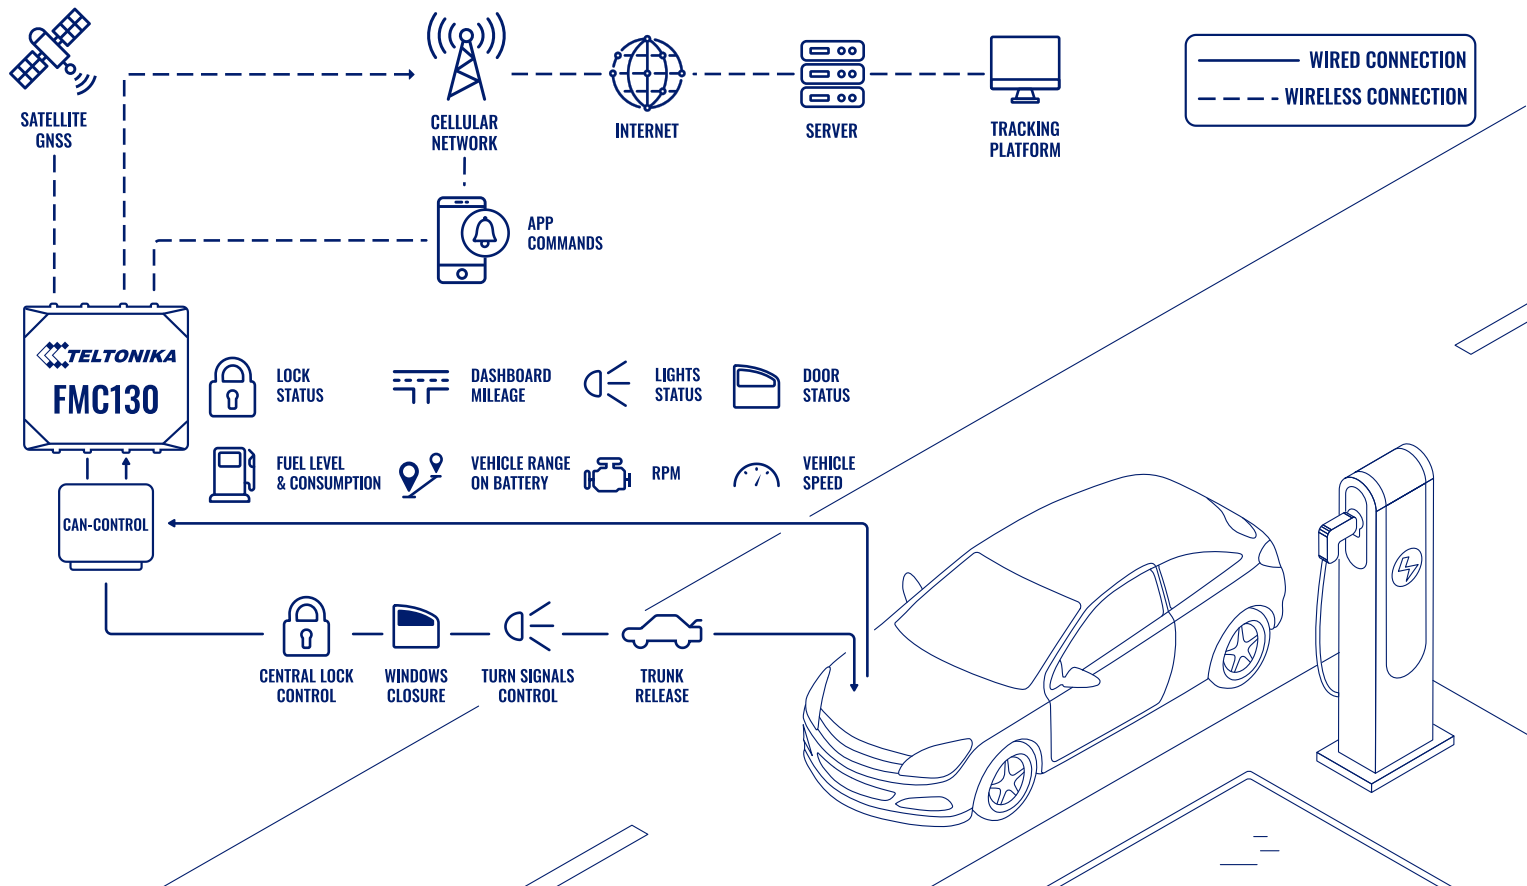 SATELLITE
GNSS
CELLULAR
NETWORK
INTERNET
SERVER
TRACKING
PLATFORM
WIRED CONNECTION
WIRELESS CONNECTION
APP
COMMANDS
TELTONIKA
FMC130
LOCK
STATUS
DASHBOARD
MILEAGE
LIGHTS
STATUS
DOOR
STATUS
FUEL LEVEL
& CONSUMPTION
VEHICLE RANGE
ON BATTERY
RPM
VEHICLE
SPEED
CAN-CONTROL
CENTRAL LOCK
CONTROL
WINDOWS
CLOSURE
TURN SIGNALS
CONTROL
TRUNK
RELEASE